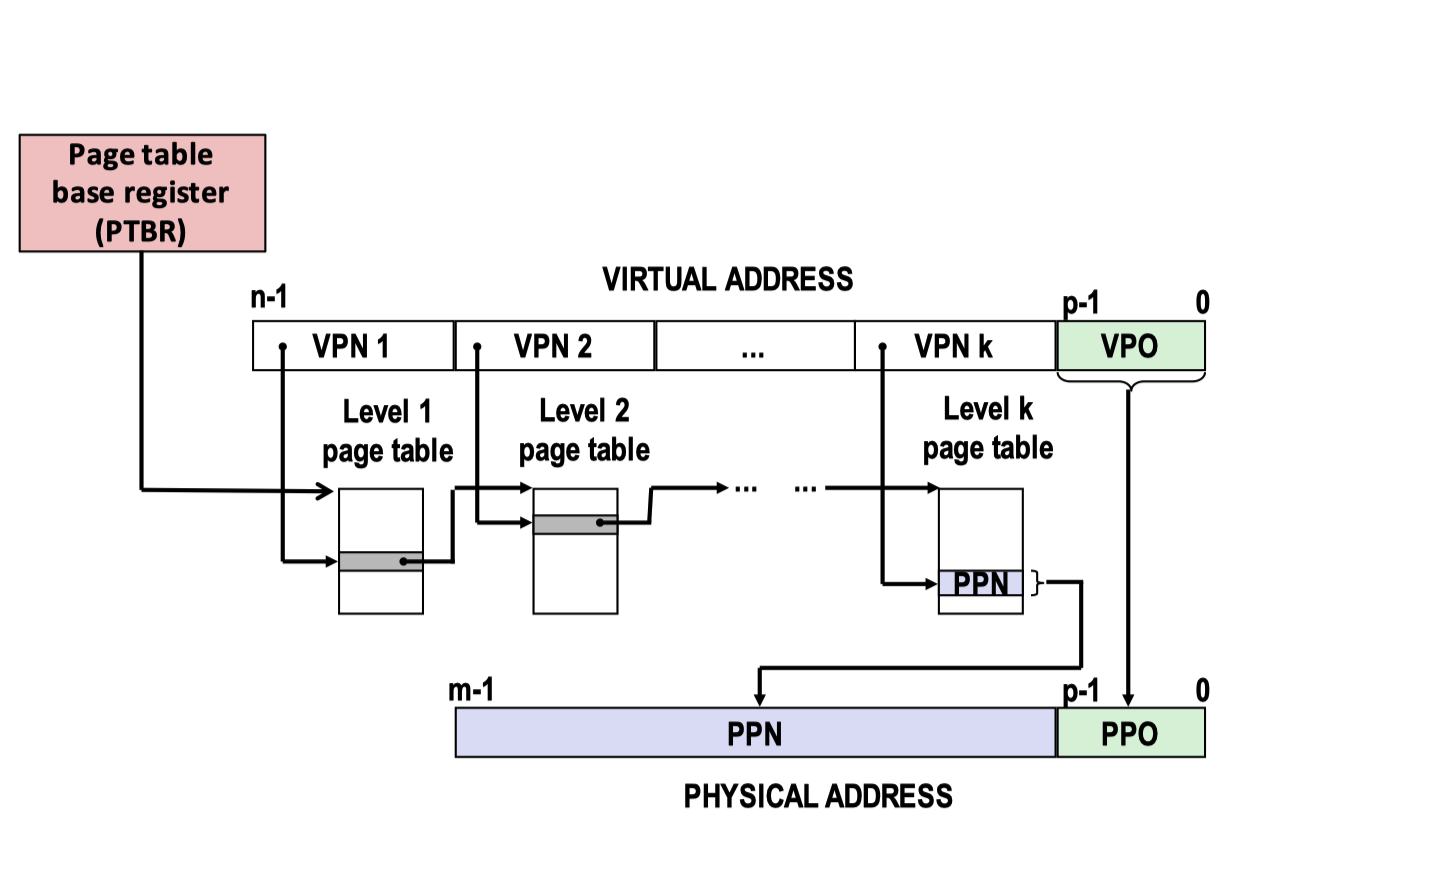 Page table
base register
(PTBR)
VIRTUAL ADDRESS
n-1
p-1
0
VPN 1
VPN 2
...
VPN k
VPO
Level 1
page table
Level 2
page table
Level k
page table
...
...
PPN
m-1
p-1
0
PPN
PPO
PHYSICAL ADDRESS